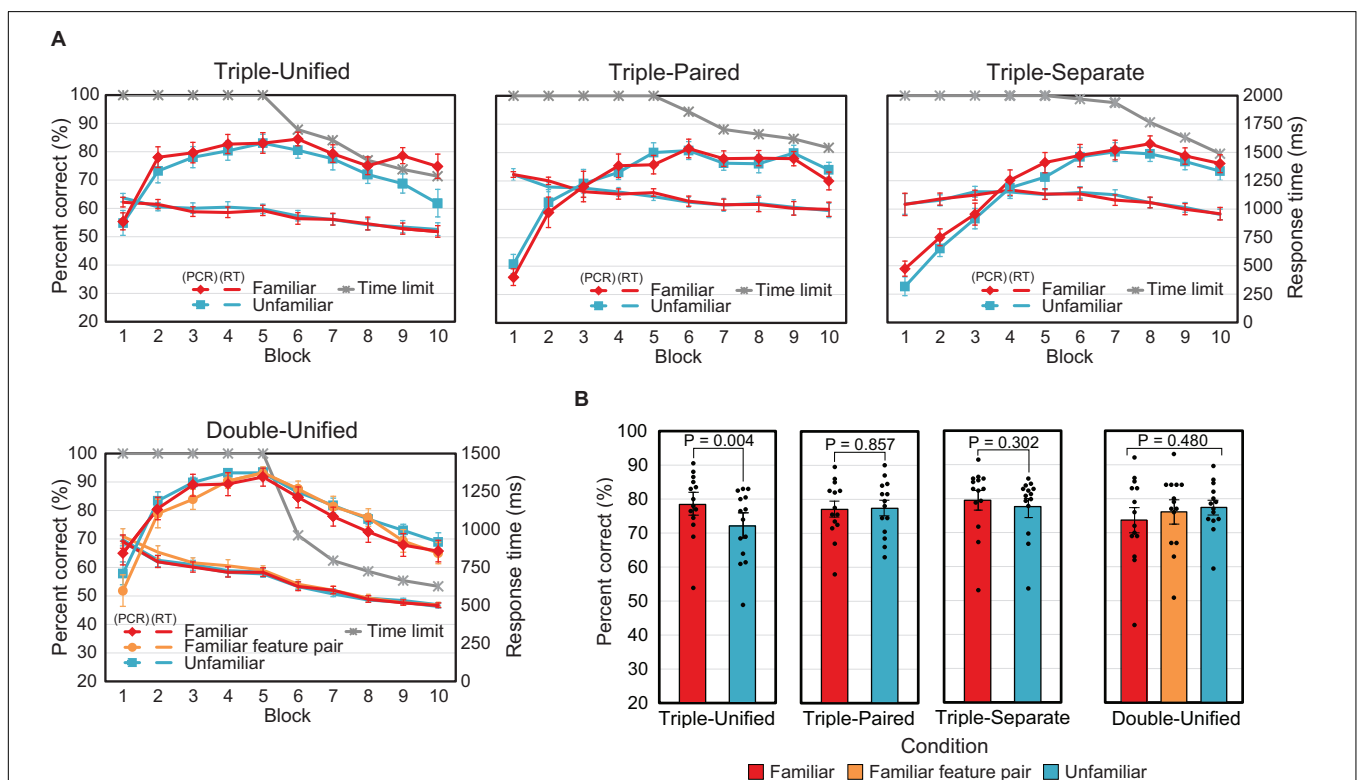 A
Triple-Unified
Triple-Paired
Triple-Separate
100
90
80
70
60
50
40
30
20
Percent correct (%)
(PCR) (RT)
Familiar
Unfamiliar
Time limit
1 2 3 4 5 6 7 8 9 10
Block
(PCR) (RT)
Familiar
Unfamiliar
Time limit
1 2 3 4 5 6 7 8 9 10
Block
(PCR) (RT)
Familiar
Unfamiliar
Time limit
1 2 3 4 5 6 7 8 9 10
Block
2000
1750
1500
1250
1000
750
500
250
0
Response time (ms)
Double-Unified
100
90
80
70
60
50
40
30
20
Percent correct (%)
(PCR) (RT)
Familiar
Familiar feature pair
Unfamiliar
Time limit
1 2 3 4 5 6 7 8 9 10
Block
1500
1250
1000
750
500
250
0
Response time (ms)
B
100
90
80
70
60
50
40
30
20
Percent correct (%)
P = 0.004
P = 0.857
P = 0.302
P = 0.480
Triple-Unified
Triple-Paired
Triple-Separate
Double-Unified
Condition
Familiar
Familiar feature pair
Unfamiliar